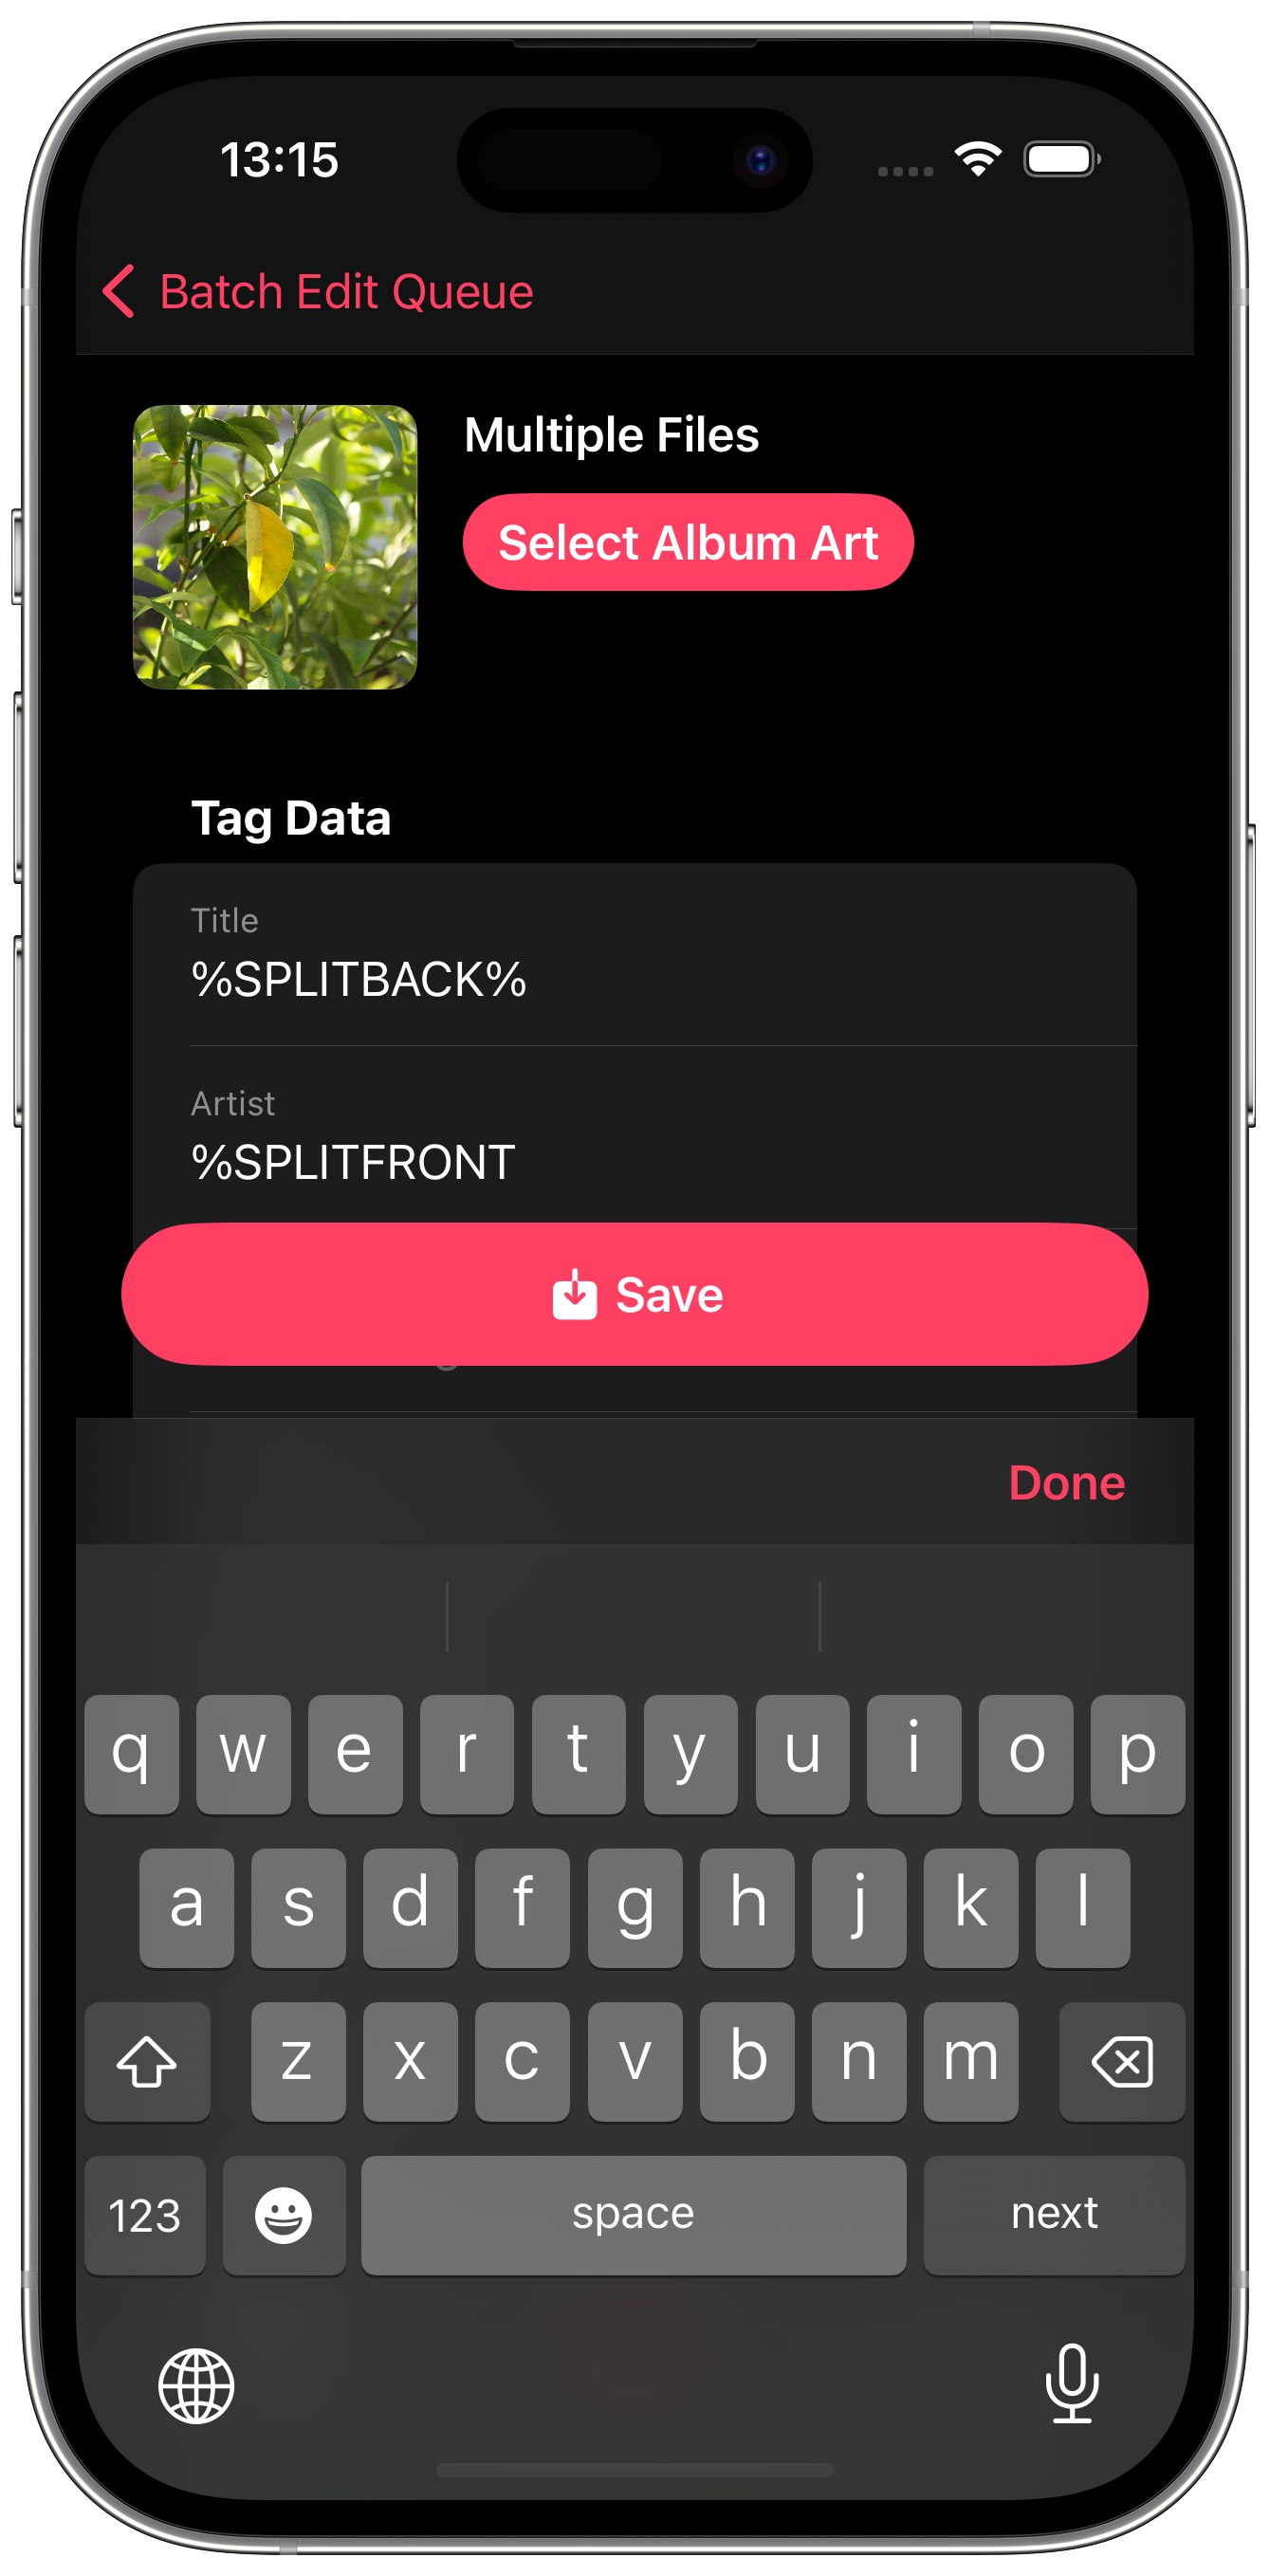 13:15
Batch Edit Queue
Multiple Files
Select Album Art
Tag Data
Title
%SPLITBACK%
Artist
%SPLITFRONT
Save
Done
q w e r t y u i o p
a s d f g h j k l
z x c v b n m
123 space next